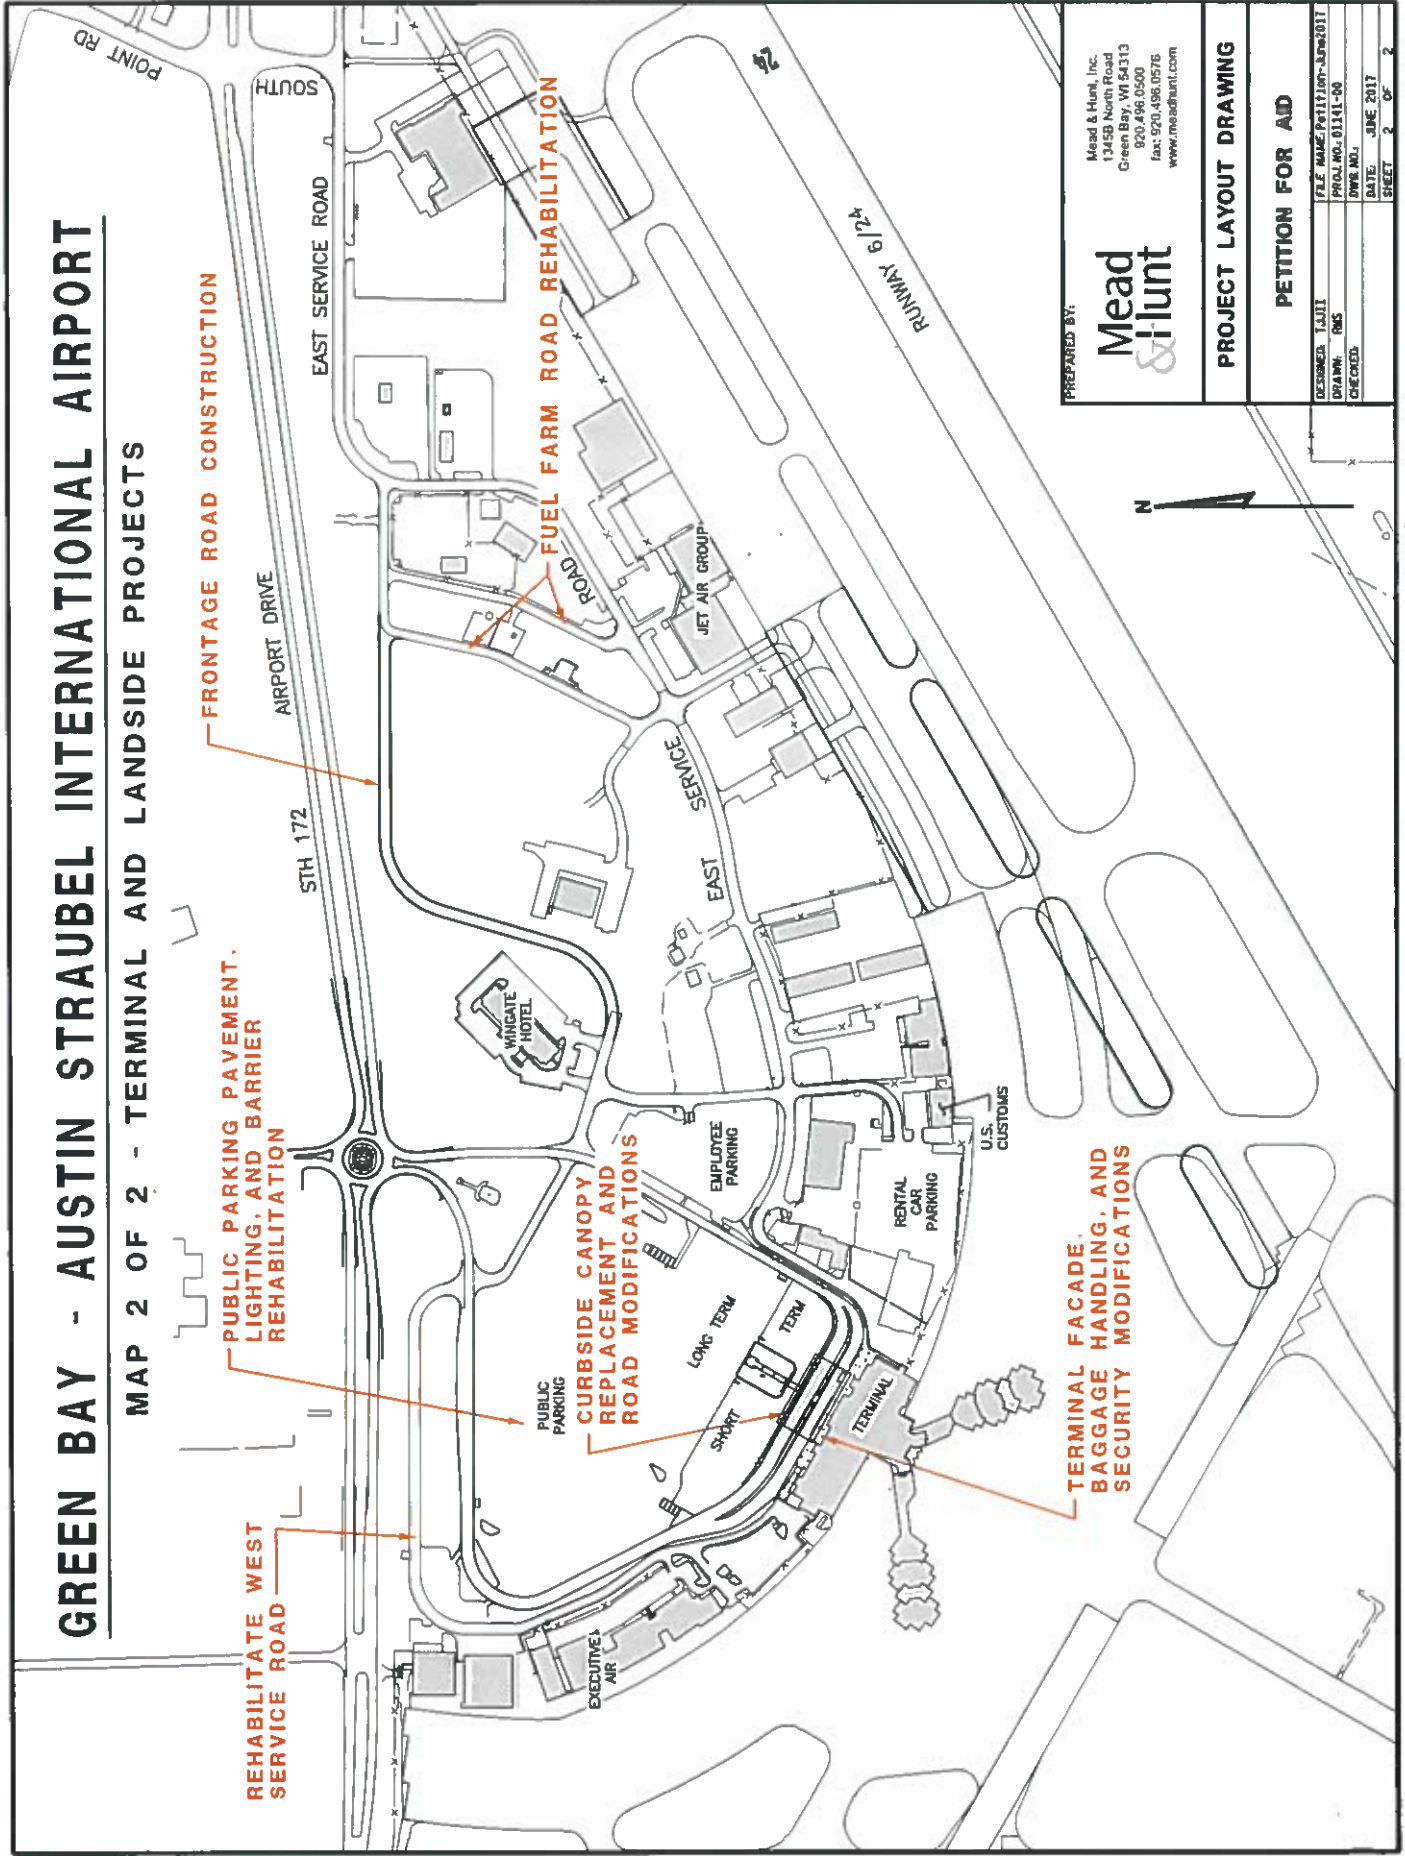 GREEN BAY - AUSTIN STRAUBEL INTERNATIONAL AIRPORT
MAP 2 OF 2 - TERMINAL AND LANDSIDE PROJECTS
REHABILITATE WEST
SERVICE ROAD
PUBLIC PARKING PAVEMENT,
LIGHTING, AND BARRIER
REHABILITATION
FRONTAGE ROAD CONSTRUCTION
STH 172
AIRPORT DRIVE
EAST SERVICE ROAD
SOUTH
POINT RD
FUEL FARM ROAD REHABILITATION
WINGATE
HOTEL
PUBLIC
PARKING
CURBSIDE CANOPY
REPLACEMENT AND
ROAD MODIFICATIONS
LONG TERM
SHORT
TERM
EMPLOYEE
PARKING
EAST
SERVICE
ROAD
JET AIR GROUP
EXECUTIVE
AIR
TERMINAL
RENTAL
CAR
PARKING
U.S.
CUSTOMS
TERMINAL FACADE,
BAGGAGE HANDLING, AND
SECURITY MODIFICATIONS
RUNWAY 6/24
24
N
PREPARED BY:
Mead
&Hunt
Mead & Hunt, Inc.
1345B North Road
Green Bay, WI 54313
920.496.0500
fax: 920.496.0576
www.meadhunt.com
PROJECT LAYOUT DRAWING
PETITION FOR AID
DESIGNED: TJJII
FILE NAME: Petition-June2017
DRAWN: RMS
PROJ. NO.: 01141-00
CHECKED:
DWG NO.:
DATE: JUNE 2017
SHEET 2 OF 2